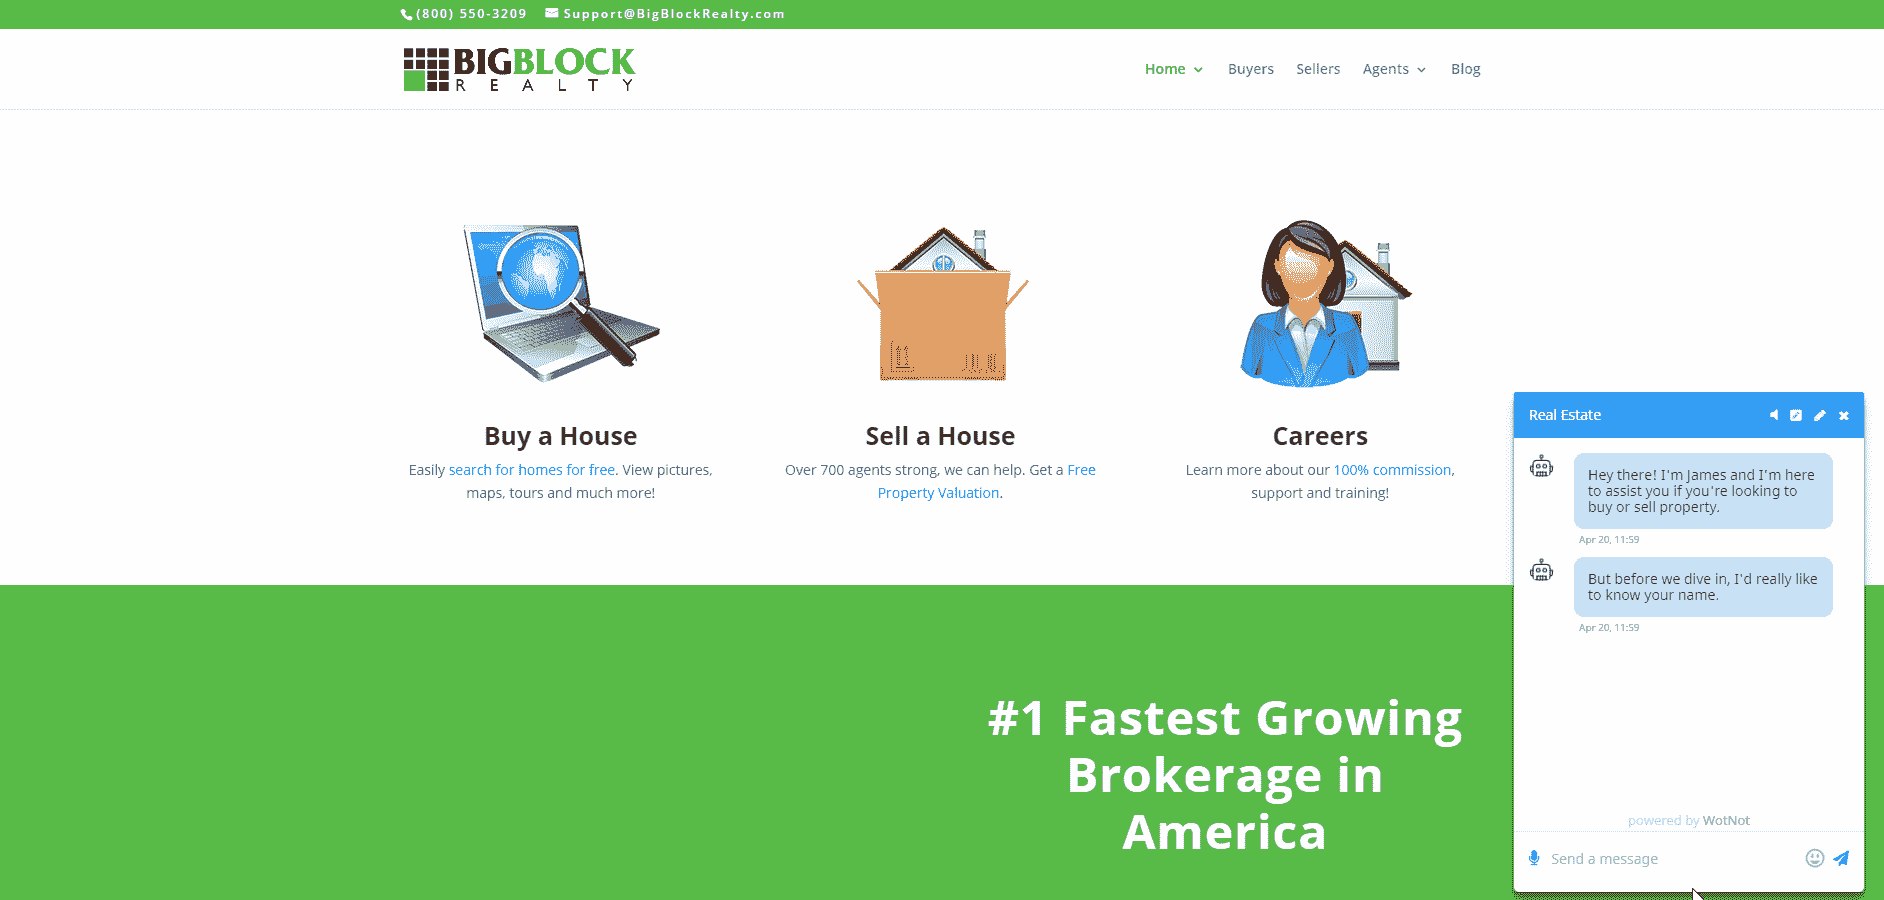 (800) 550-3209 Support@BigBlockRealty.com
BIGBLOCK
REALTY
Home Buyers Sellers Agents Blog
Buy a House
Easily search for homes for free. View pictures,
maps, tours and much more!
Sell a House
Over 700 agents strong, we can help. Get a Free
Property Valuation.
Careers
Learn more about our 100% commission,
support and training!
#1 Fastest Growing
Brokerage in
America
Real Estate
Hey there! I'm James and I'm here
to assist you if you're looking to
buy or sell property.
Apr 20, 11:59
But before we dive in, I'd really like
to know your name.
Apr 20, 11:59
powered by WotNot
Send a message